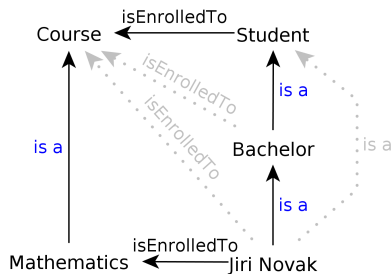 isEnrolledTo
Course
Student
isEnrolledTo
is a
isEnrolledTo
is a
is a
Bachelor
is a
isEnrolledTo
Mathematics
Jiri Novak